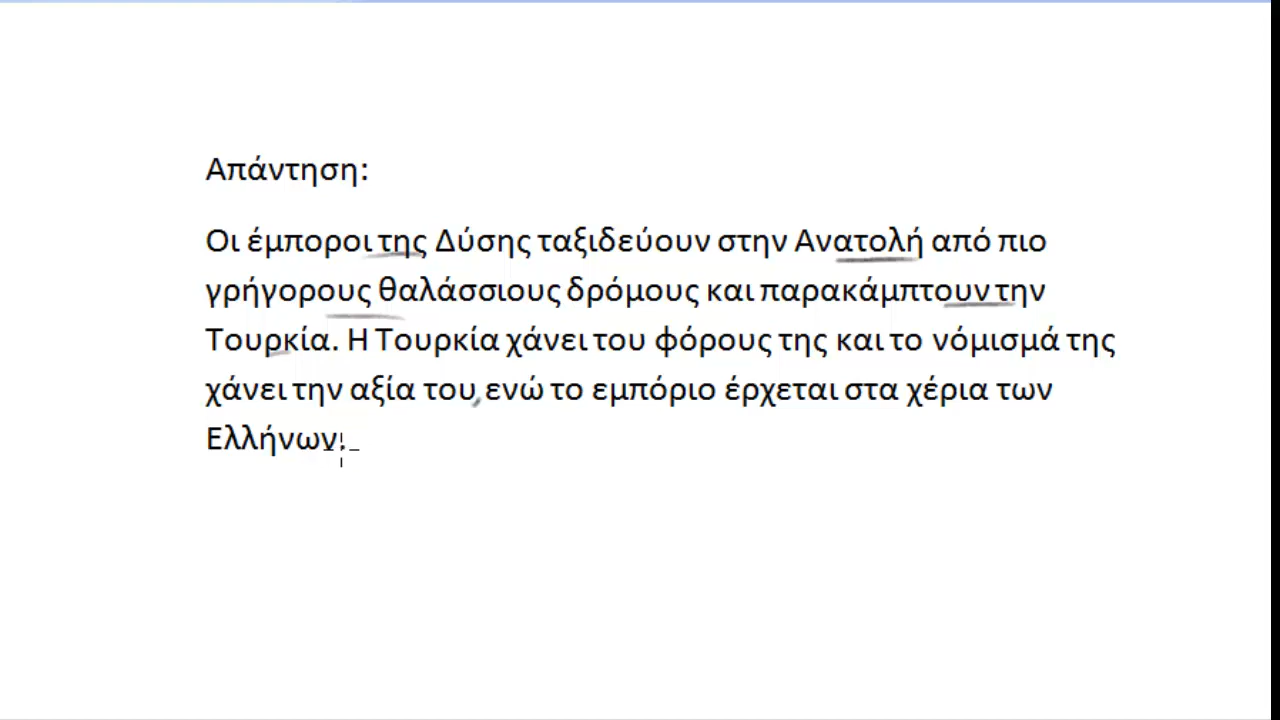 Απάντηση:
Οι έμποροι της Δύσης ταξιδεύουν στην Ανατολή από πιο
γρήγορους θαλάσσιους δρόμους και παρακάμπτουν την
Τουρκία. Η Τουρκία χάνει του φόρους της και το νόμισμά της
χάνει την αξία του, ενώ το εμπόριο έρχεται στα χέρια των
Ελλήνων.